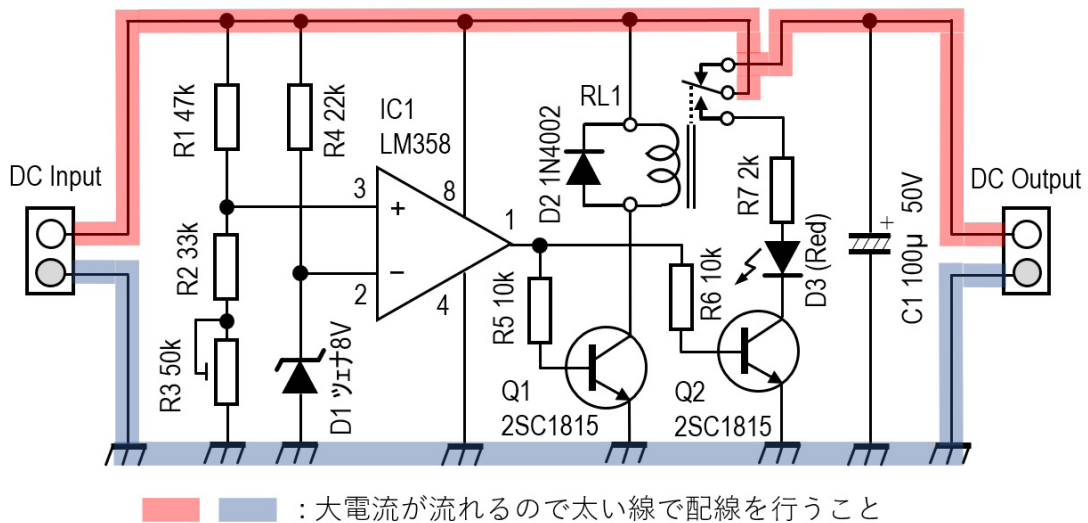 DC Input
R1 47k
R2 33k
R3 50k
R4 22k
D1 ツェナ8V
IC1
LM358
3
+
8
1
−
2
4
R5 10k
D2 1N4002
RL1
Q1
2SC1815
R6 10k
Q2
2SC1815
R7 2k
D3 (Red)
+
C1 100μ 50V
DC Output
：大電流が流れるので太い線で配線を行うこと